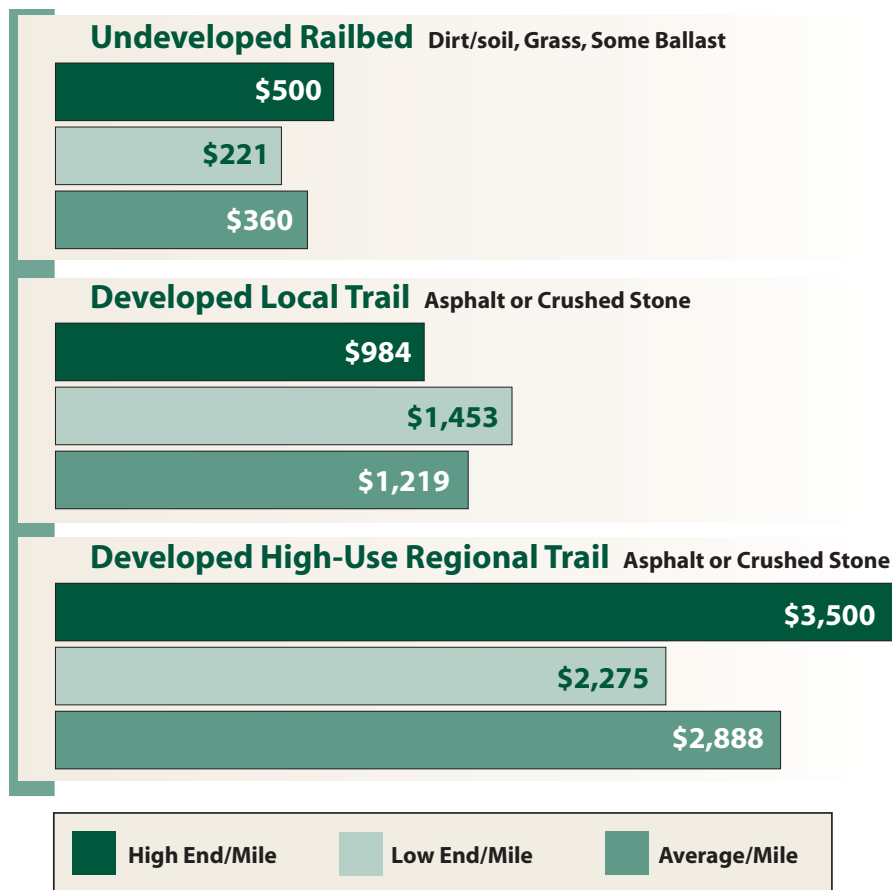 Undeveloped Railbed Dirt/soil, Grass, Some Ballast
$500
$221
$360
Developed Local Trail Asphalt or Crushed Stone
$984
$1,453
$1,219
Developed High-Use Regional Trail Asphalt or Crushed Stone
$3,500
$2,275
$2,888
High End/Mile Low End/Mile Average/Mile